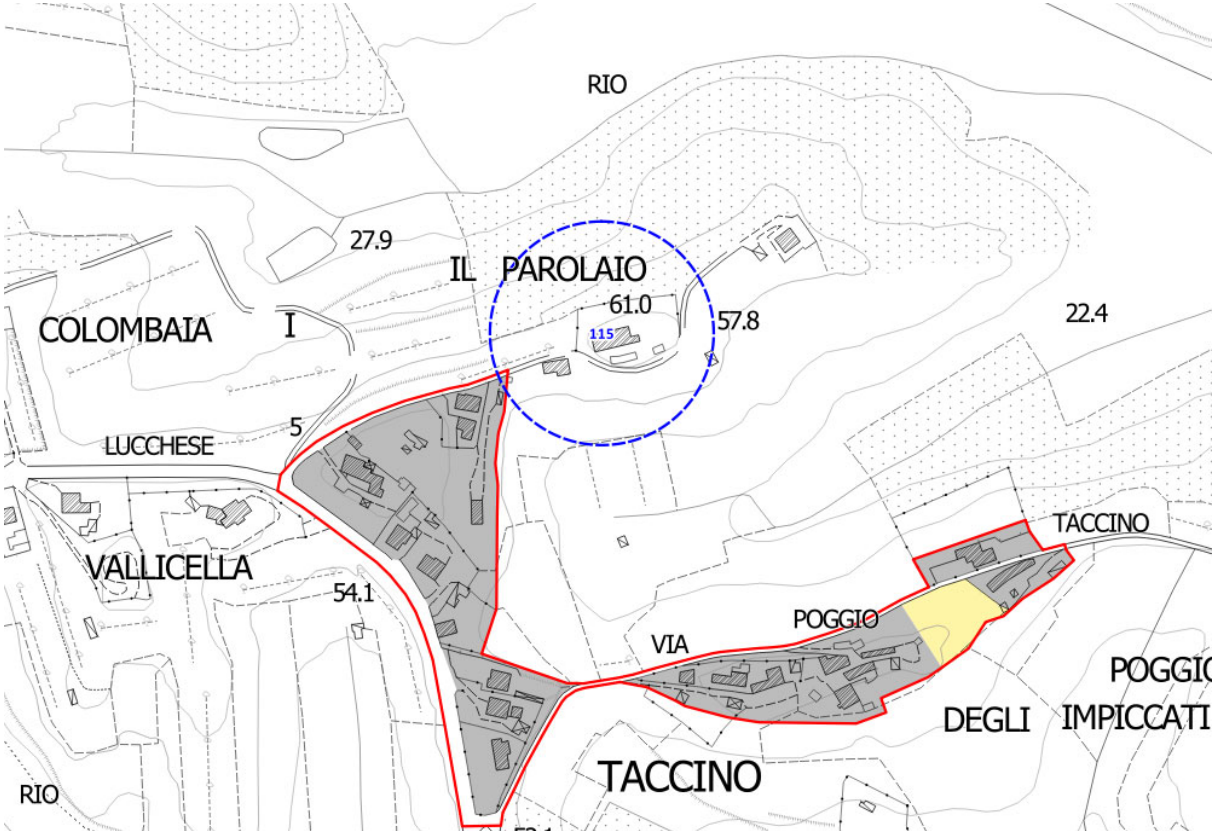 RIO
27.9
IL PAROLAIO
61.0
115
57.8
22.4
COLOMBAIA I
5
LUCCHESE
TACCINO
VALLICELLA
54.1
POGGIO
VIA
POGGIO
DEGLI IMPICCATI
TACCINO
RIO